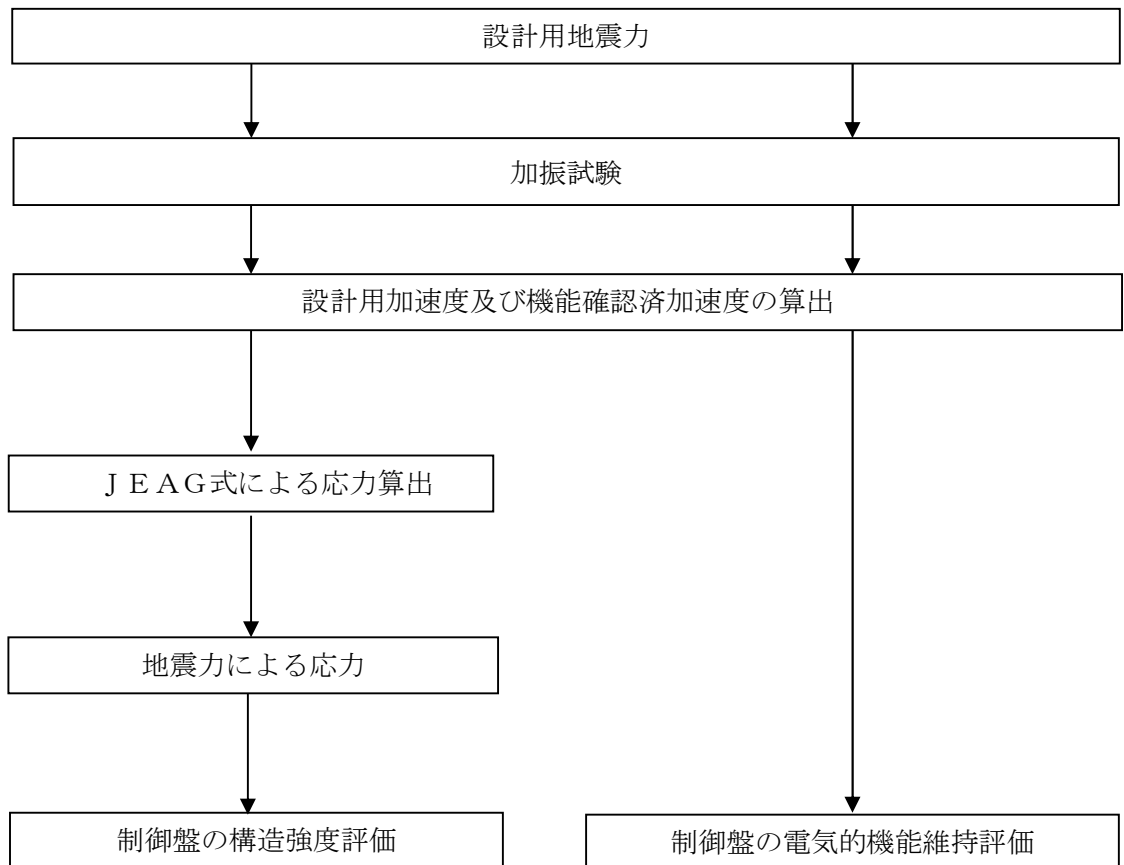 設計用地震力
加振試験
設計用加速度及び機能確認済加速度の算出
ＪＥＡＧ式による応力算出
地震力による応力
制御盤の構造強度評価
制御盤の電気的機能維持評価